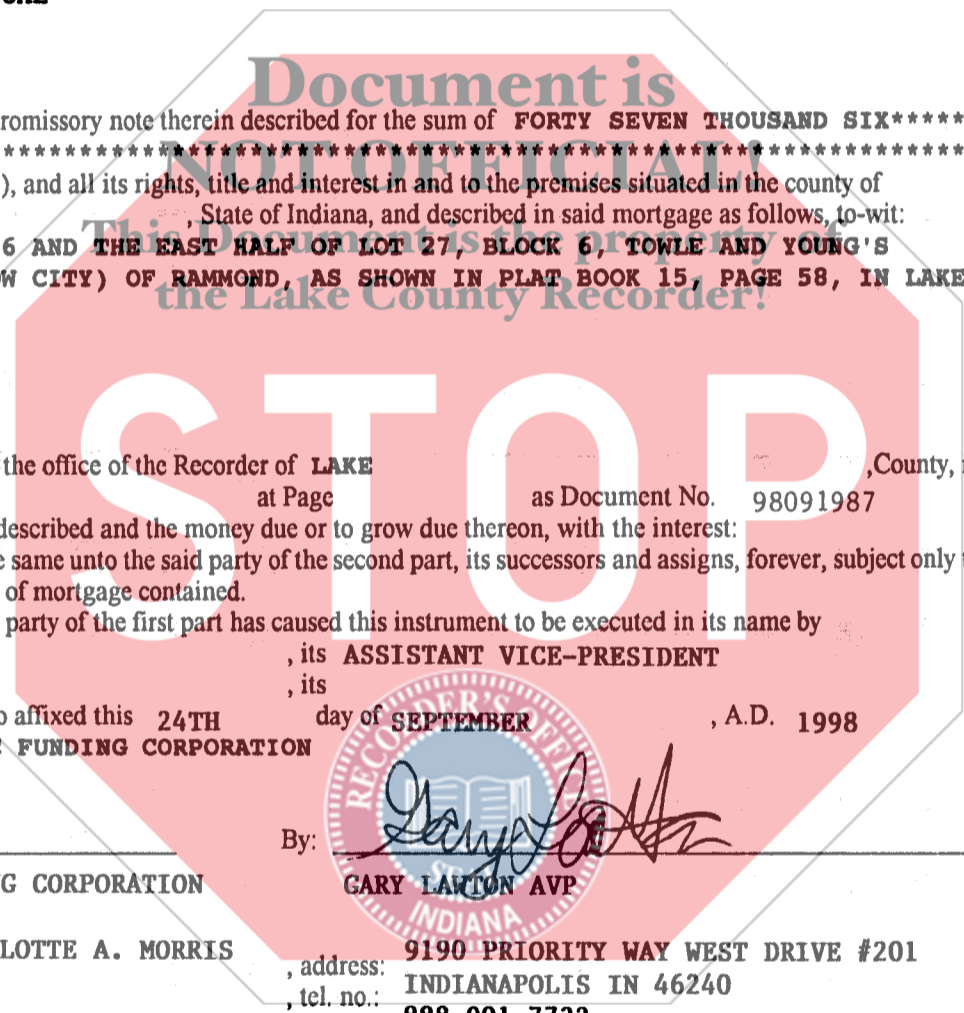 Document is
romissory note therein described for the sum of FORTY SEVEN THOUSAND SIX*****
*****************************************************************
NOT OFFICIAL!
), and all its rights, title and interest in and to the premises situated in the county of
, State of Indiana, and described in said mortgage as follows, to-wit:
This Document is the property of
6 AND THE EAST HALF OF LOT 27, BLOCK 6, TOWLE AND YOUNG'S
W CITY) OF RAMMOND, AS SHOWN IN PLAT BOOK 15, PAGE 58, IN LAKE
the Lake County Recorder!
STOP
the office of the Recorder of LAKE ,County,
at Page as Document No. 98091987
described and the money due or to grow due thereon, with the interest:
same unto the said party of the second part, its successors and assigns, forever, subject only
of mortgage contained.
party of the first part has caused this instrument to be executed in its name by
, its ASSISTANT VICE-PRESIDENT
, its
affixed this 24TH day of SEPTEMBER , A.D. 1998
FUNDING CORPORATION
RECORDER'S OFFICE
By:
SEAL
G CORPORATION GARY LAWTON AVP
INDIANA
LOTTE A. MORRIS , address: 9190 PRIORITY WAY WEST DRIVE #201
INDIANAPOLIS IN 46240
, tel. no.: